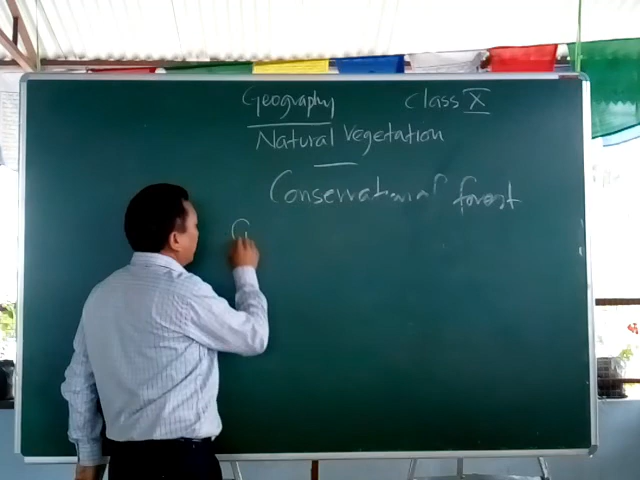 Geography Class X
Natural Vegetation
Conservation of forest
G